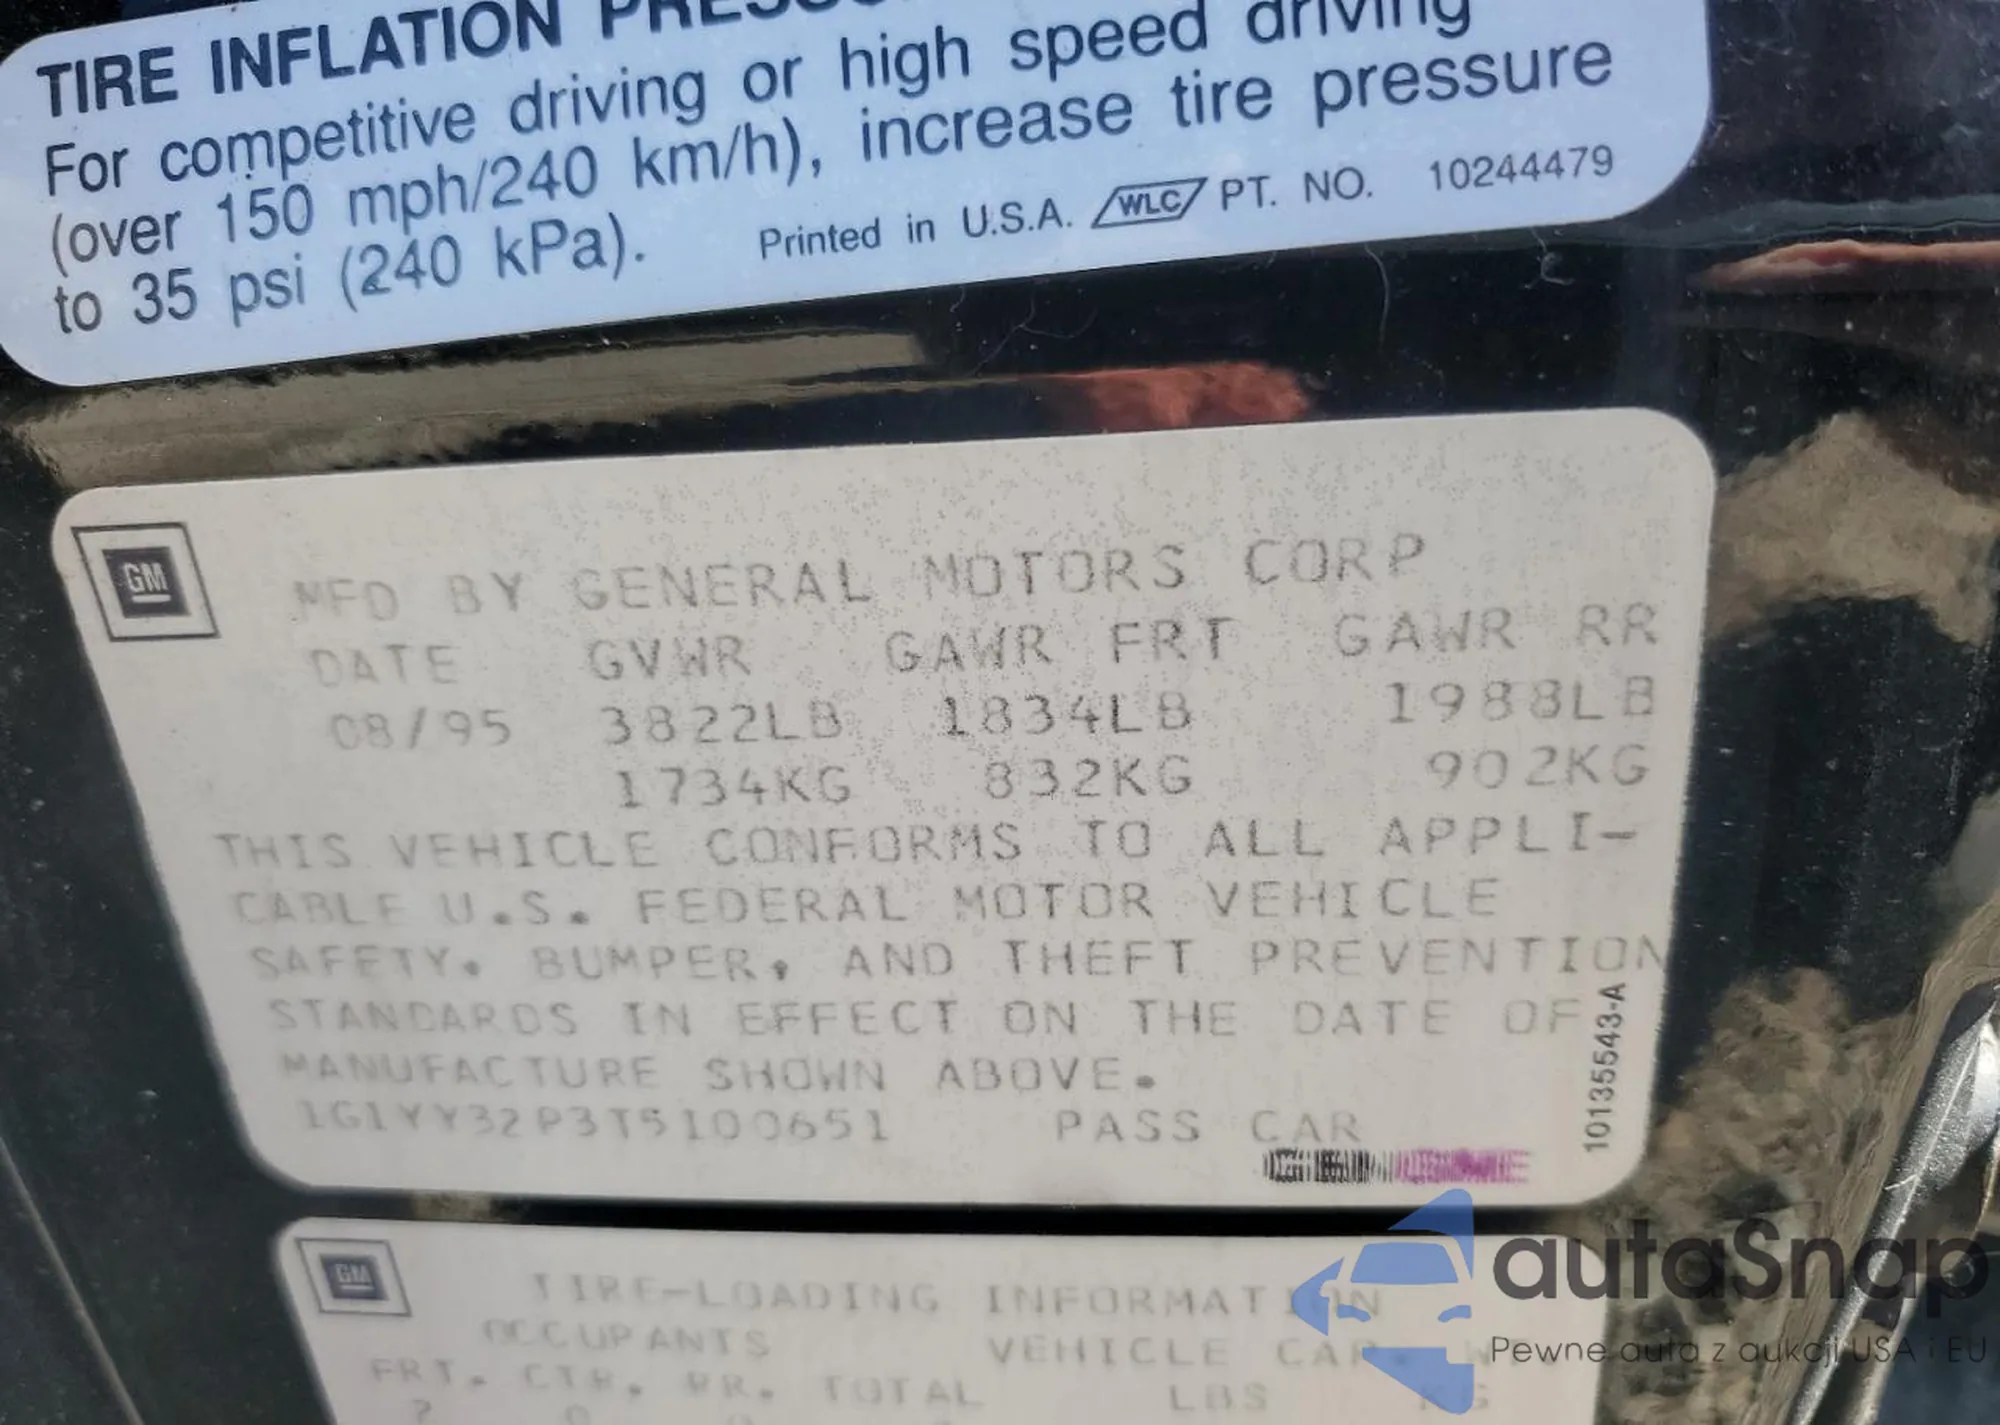 TIRE INFLATION
For competitive driving or high speed driving
(over 150 mph/240 km/h), increase tire pressure
to 35 psi (240 kPa).
Printed in U.S.A. WLC PT. NO. 10244479
GM
MFD BY GENERAL MOTORS CORP
DATE GVWR GAWR FRT GAWR RR
08/95 3822LB 1834LB 1988LB
1734KG 832KG 902KG
THIS VEHICLE CONFORMS TO ALL APPLI-
CABLE U.S. FEDERAL MOTOR VEHICLE
SAFETY, BUMPER, AND THEFT PREVENTION
STANDARDS IN EFFECT ON THE DATE OF
MANUFACTURE SHOWN ABOVE.
1G1YY32P3T5100651 PASS CAR
10135543-A
GM
TIRE-LOADING INFORMATION
OCCUPANTS VEHICLE CAP.
FRT. CTR. RR. TOTAL LBS KG
autaSnap
Pewne auta z aukcji USA i EU